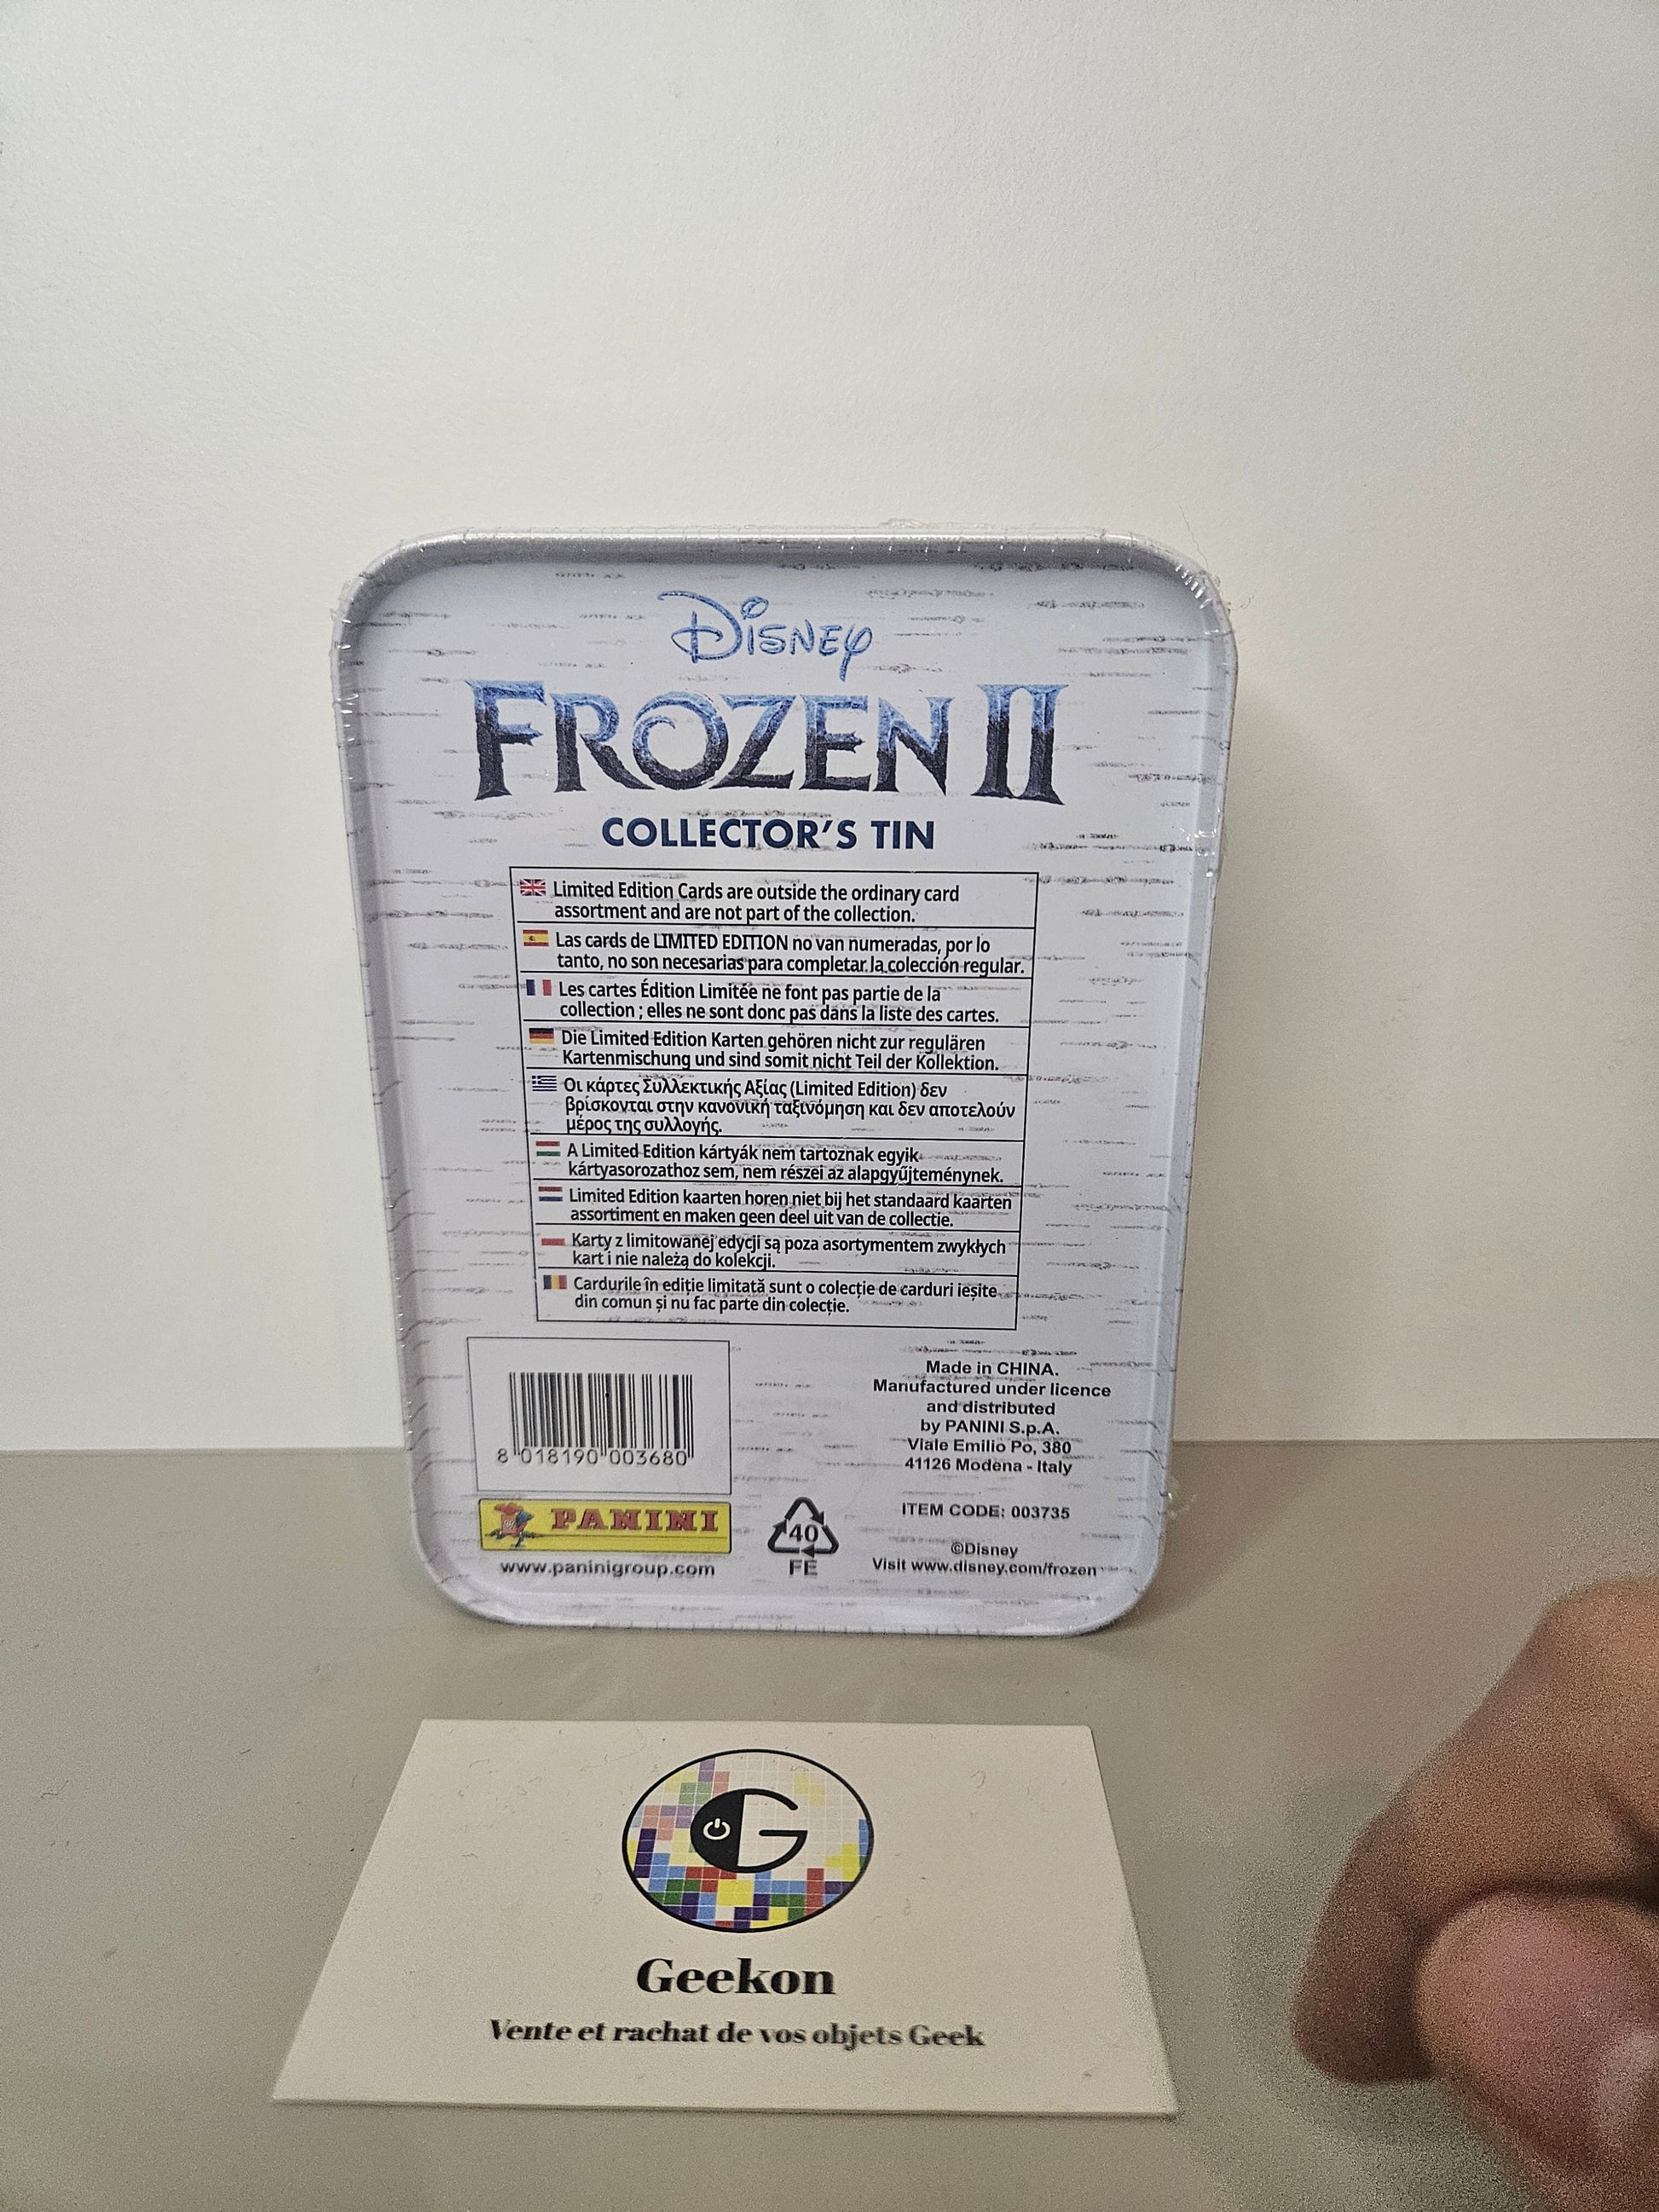 Disney
FROZEN II
COLLECTOR'S TIN
Limited Edition Cards are outside the ordinary card
assortment and are not part of the collection.
Las cards de LIMITED EDITION no van numeradas, por lo
tanto, no son necesarias para completar la colección regular.
Les cartes Édition Limitée ne font pas partie de la
collection ; elles ne sont donc pas dans la liste des cartes.
Die Limited Edition Karten gehören nicht zur regulären
Kartenmischung und sind somit nicht Teil der Kollektion.
Οι κάρτες Συλλεκτικής Αξίας (Limited Edition) δεν
βρίσκονται στην κανονική ταξινόμηση και δεν αποτελούν
μέρος της συλλογής.
A Limited Edition kártyák nem tartoznak egyik
kártyasorozathoz sem, nem részei az alapgyűjteménynek.
Limited Edition kaarten horen niet bij het standaard kaarten
assortiment en maken geen deel uit van de collectie.
Karty z limitowanej edycji są poza asortymentem zwykłych
kart i nie należą do kolekcji.
Cardurile în ediție limitată sunt o colecție de carduri ieșite
din comun și nu fac parte din colecție.
8 018190 003680
PANINI
www.paninigroup.com
40
FE
Made in CHINA.
Manufactured under licence
and distributed
by PANINI S.p.A.
Viale Emilio Po, 380
41126 Modena - Italy
ITEM CODE: 003735
©Disney
Visit www.disney.com/frozen
G
Geekon
Vente et rachat de vos objets Geek